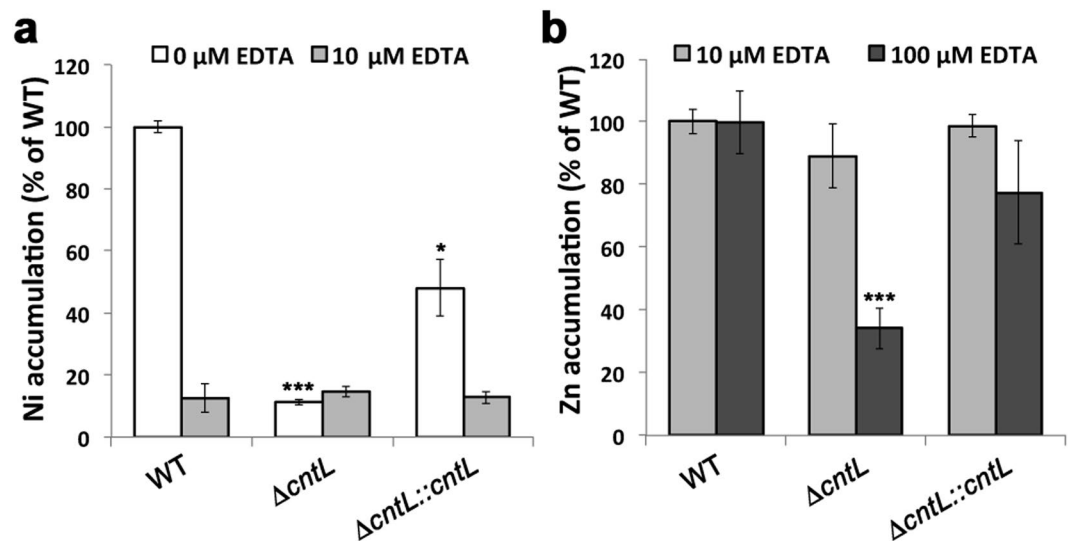 a
0 µM EDTA 10 µM EDTA
Ni accumulation (% of WT)
120
100
80
60
40
20
0
***
*
WT
ΔcntL
ΔcntL::cntL
b
10 µM EDTA 100 µM EDTA
Zn accumulation (% of WT)
120
100
80
60
40
20
0
***
WT
ΔcntL
ΔcntL::cntL